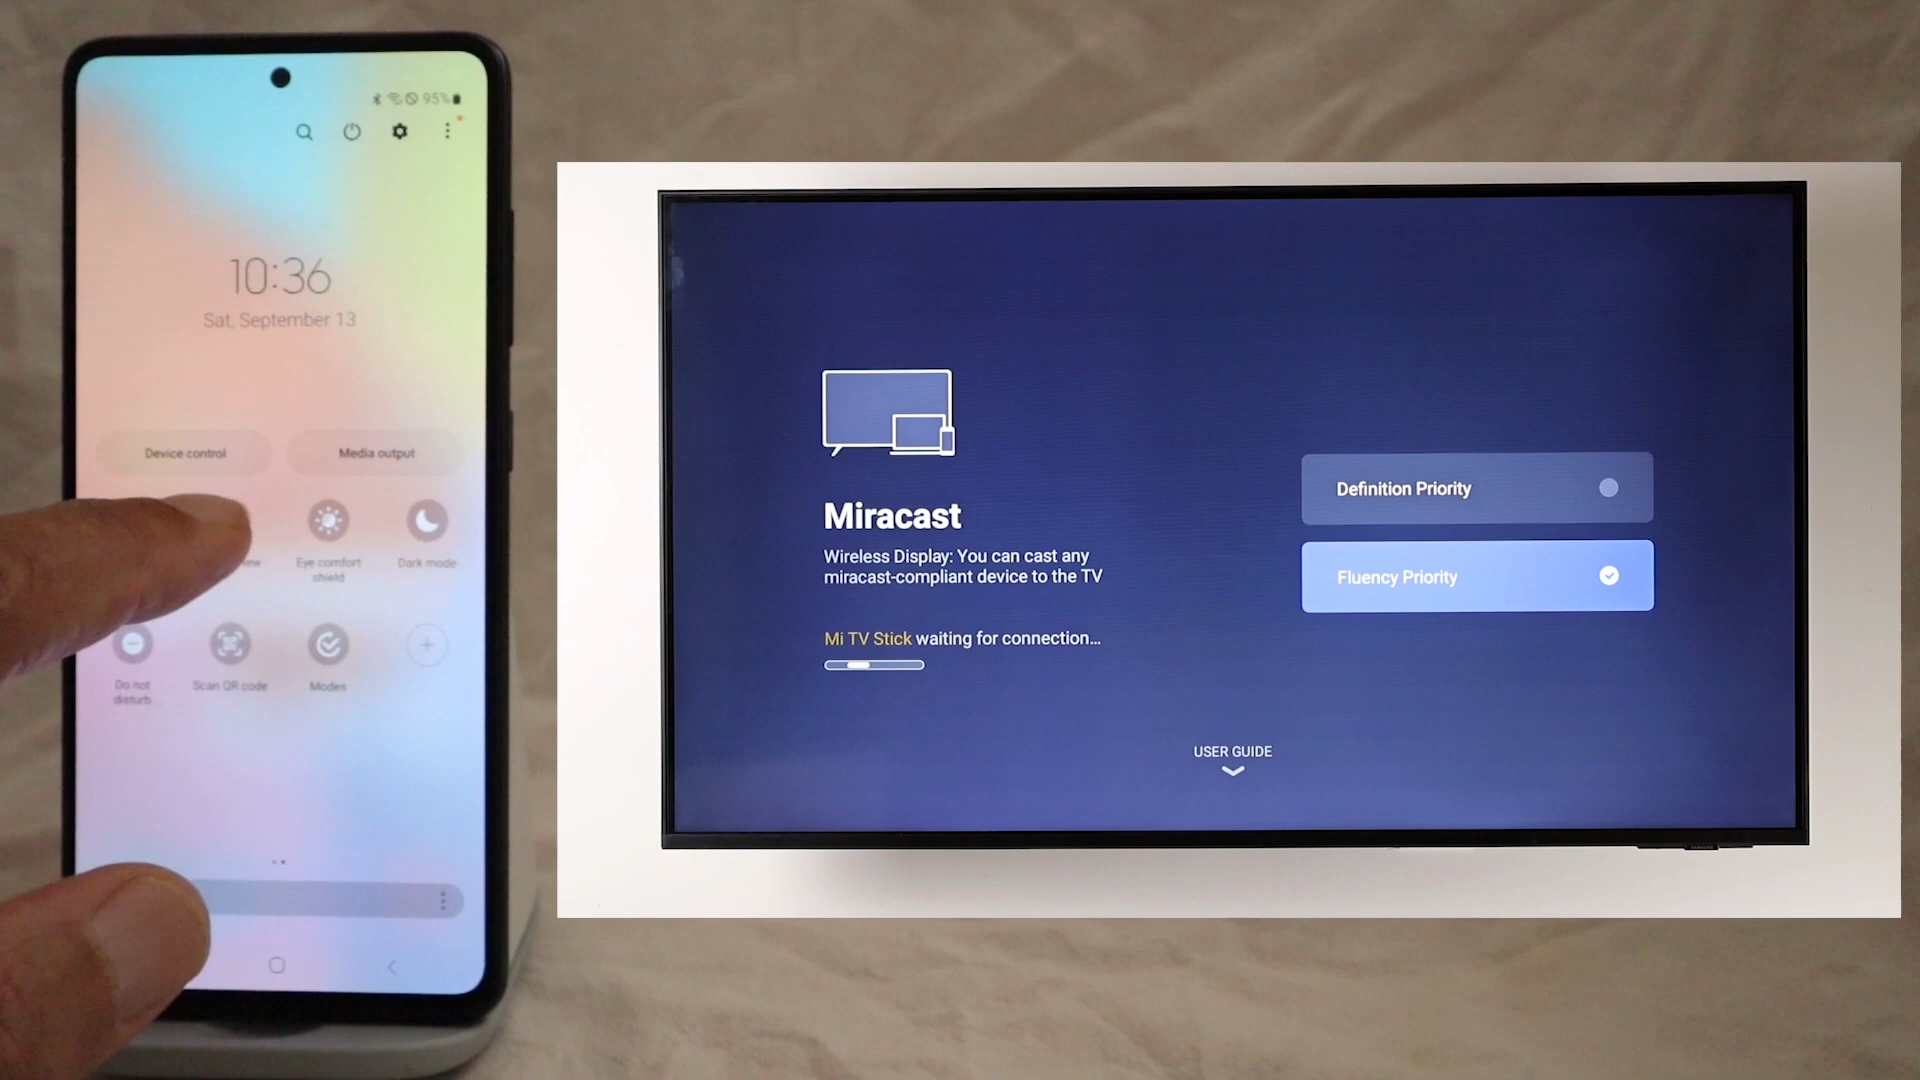 95%
10:36
Sat, September 13
Device control
Media output
Eye comfort
shield
Dark mode
Do not
disturb
Scan QR code
Modes
Miracast
Wireless Display: You can cast any
miracast-compliant device to the TV
Mi TV Stick waiting for connection...
Definition Priority
Fluency Priority
USER GUIDE